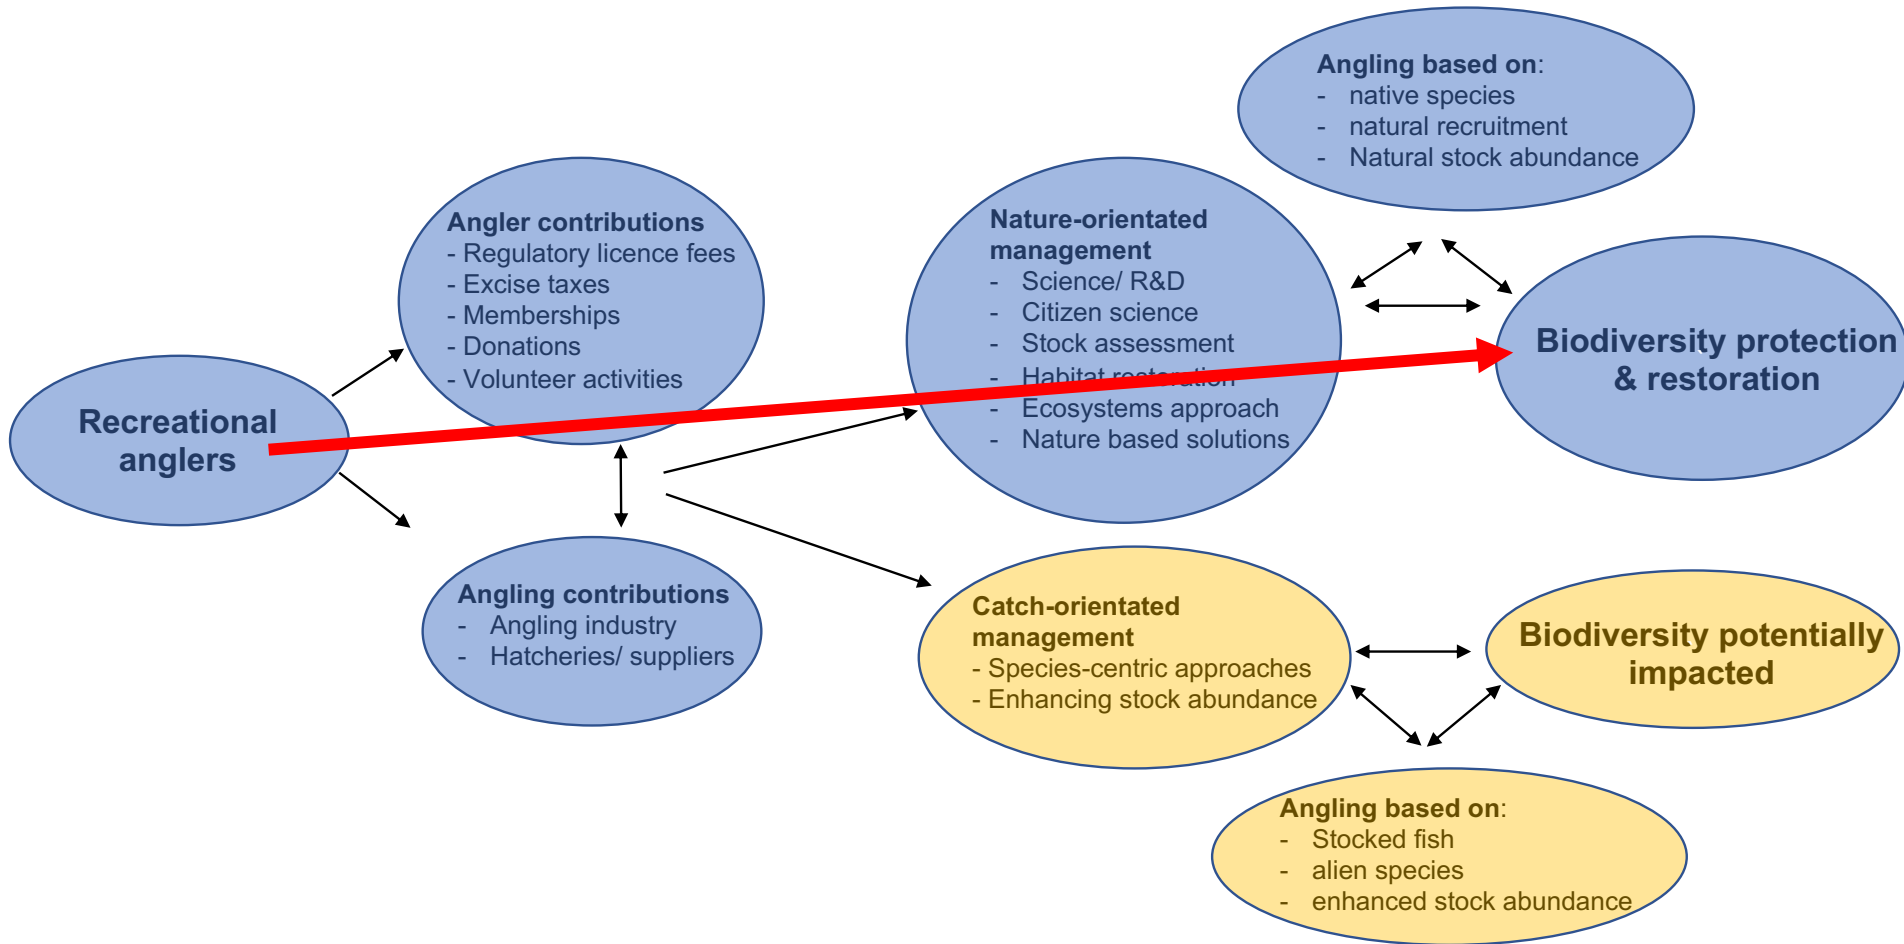 Recreational
anglers
Angler contributions
- Regulatory licence fees
- Excise taxes
- Memberships
- Donations
- Volunteer activities
Angling contributions
- Angling industry
- Hatcheries/ suppliers
Nature-orientated
management
- Science/ R&D
- Citizen science
- Stock assessment
- Habitat restoration
- Ecosystems approach
- Nature based solutions
Catch-orientated
management
- Species-centric approaches
- Enhancing stock abundance
Angling based on:
- native species
- natural recruitment
- Natural stock abundance
Biodiversity protection
& restoration
Biodiversity potentially
impacted
Angling based on:
- Stocked fish
- alien species
- enhanced stock abundance